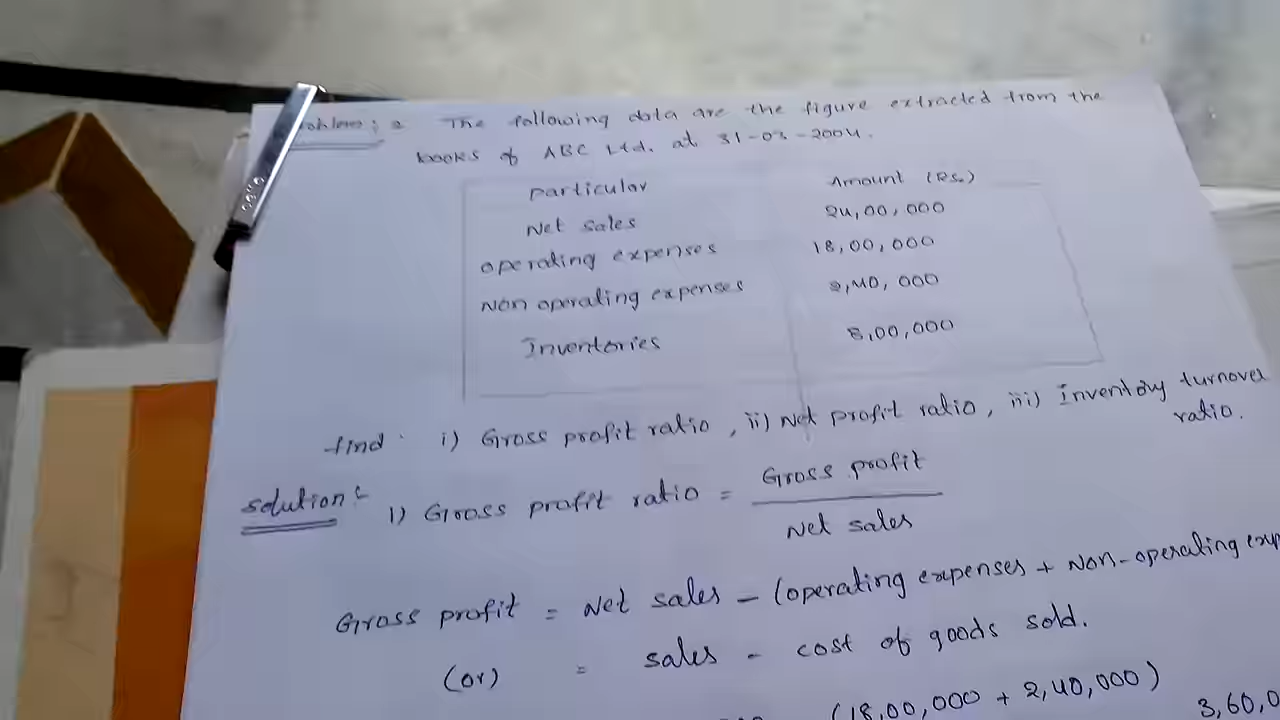 The following data are the figure extracted from the
books of ABC Ltd. at 31-03-2004.
particular Amount (Rs.)
Net sales 24,00,000
operating expenses 18,00,000
Non operating expenses 2,40,000
Inventories 8,00,000
find i) Gross profit ratio, ii) Net profit ratio, iii) Inventory turnover
ratio.
solution:
1) Gross profit ratio = Gross profit
Net sales
Gross profit = Net sales - (operating expenses + Non-operating exp
(or) = sales - cost of goods sold.
(18,00,000 + 2,40,000)
3,60,0